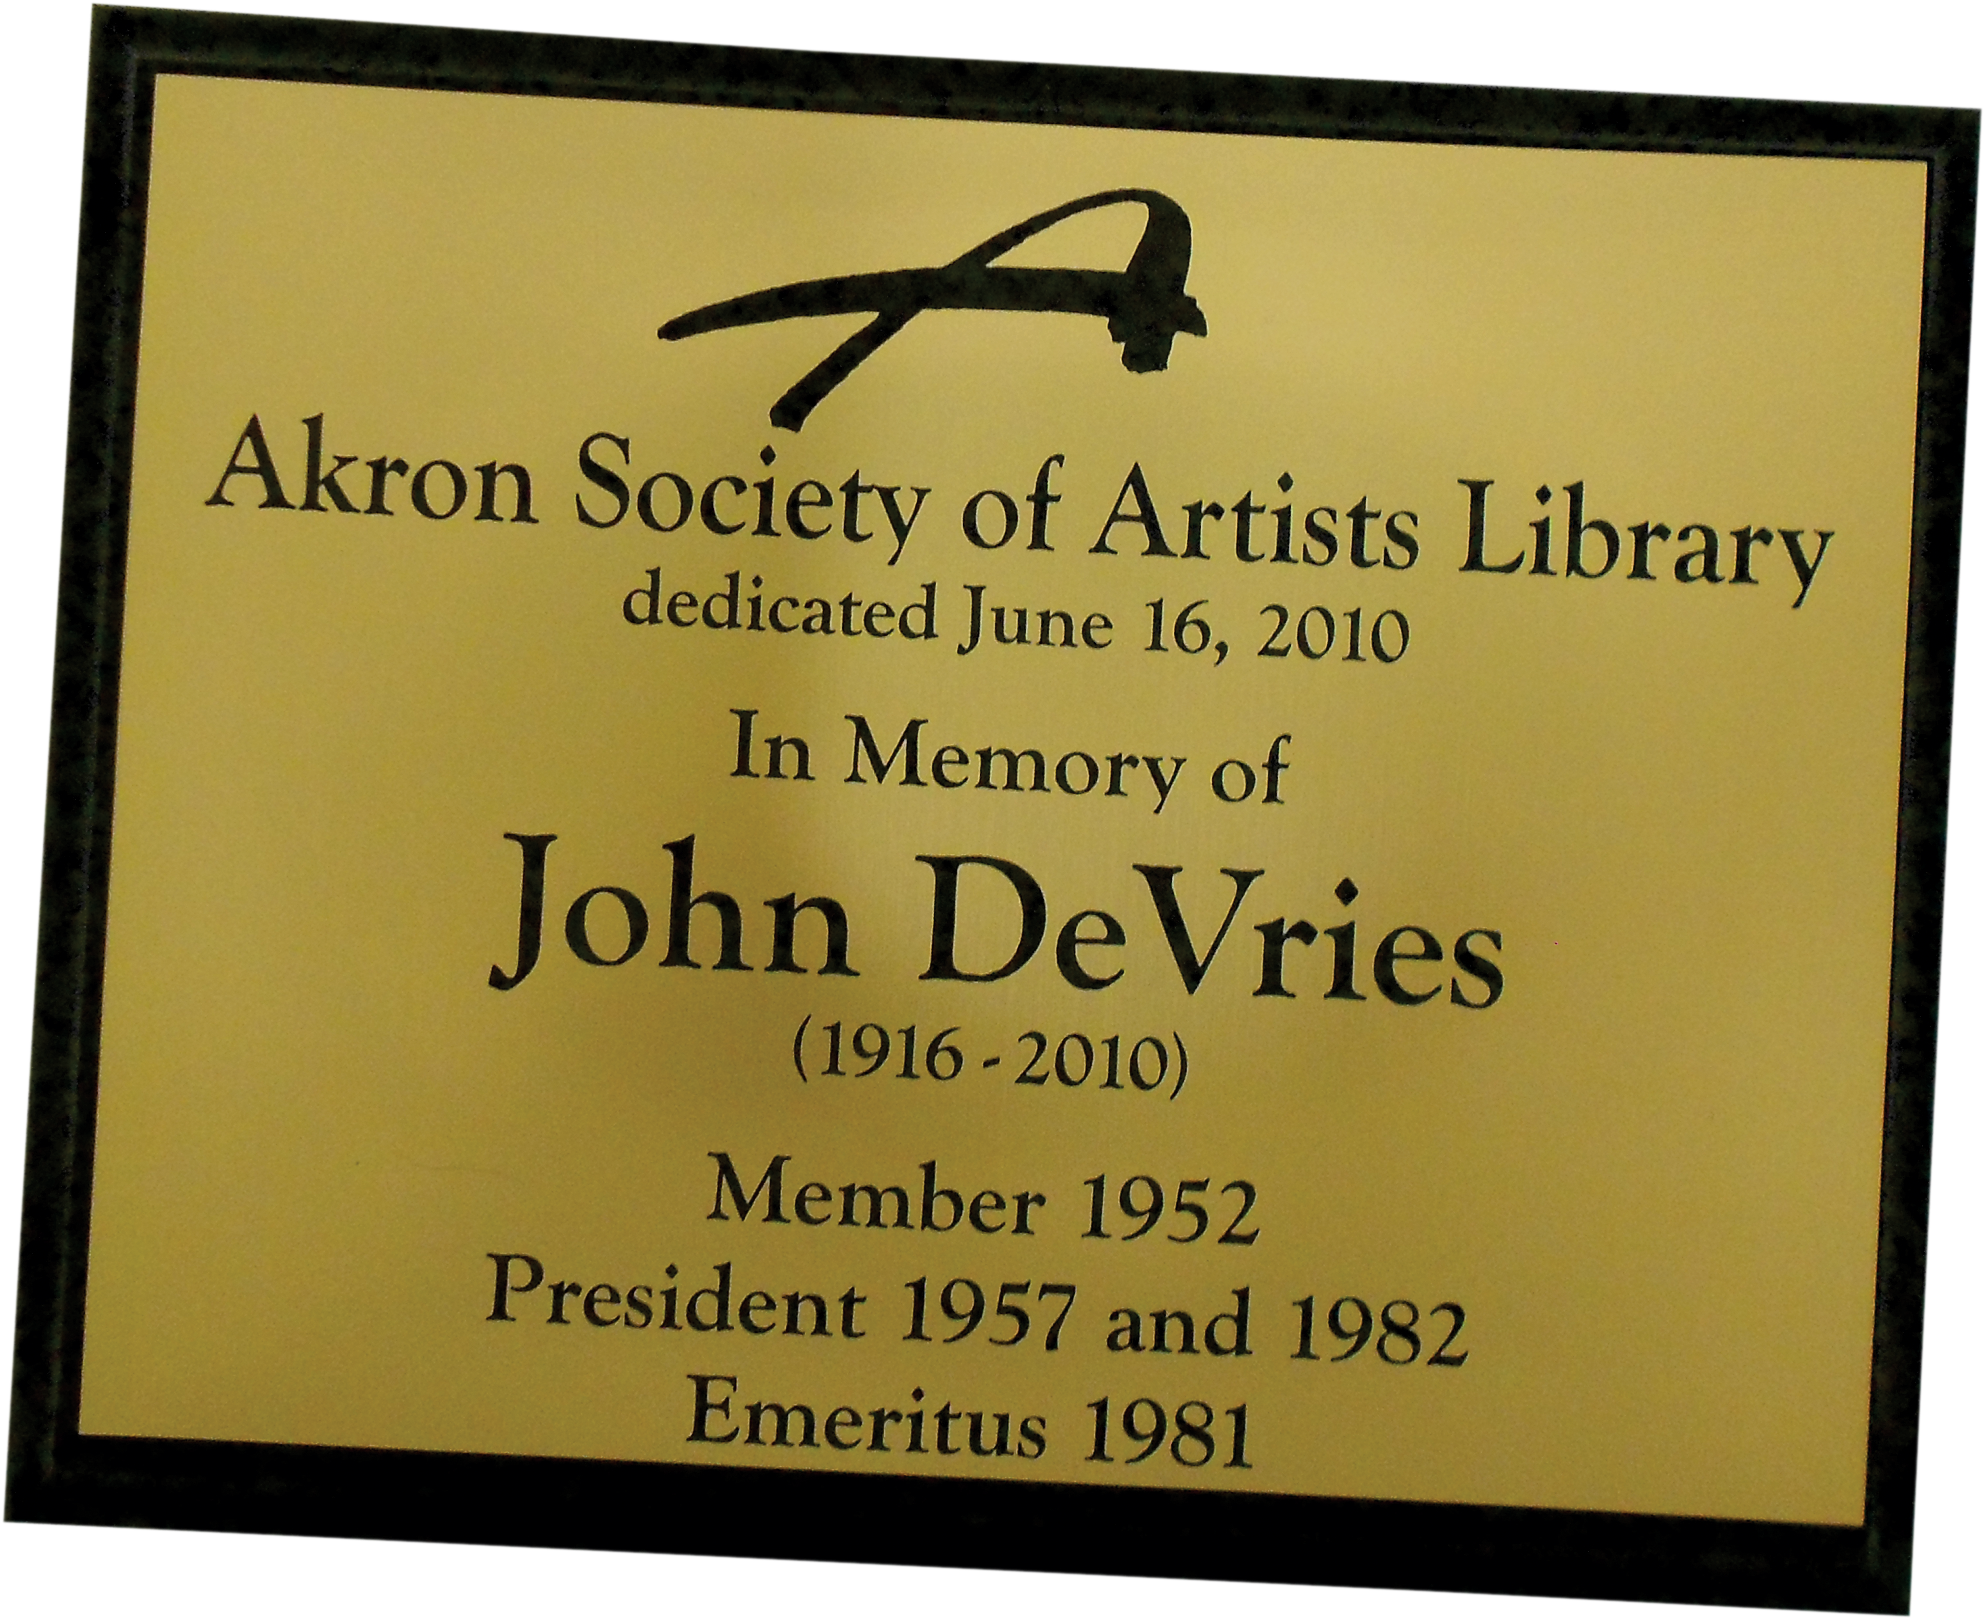 Akron Society of Artists Library
dedicated June 16, 2010
In Memory of
John DeVries
(1916-2010)
Member 1952
President 1957 and 1982
Emeritus 1981